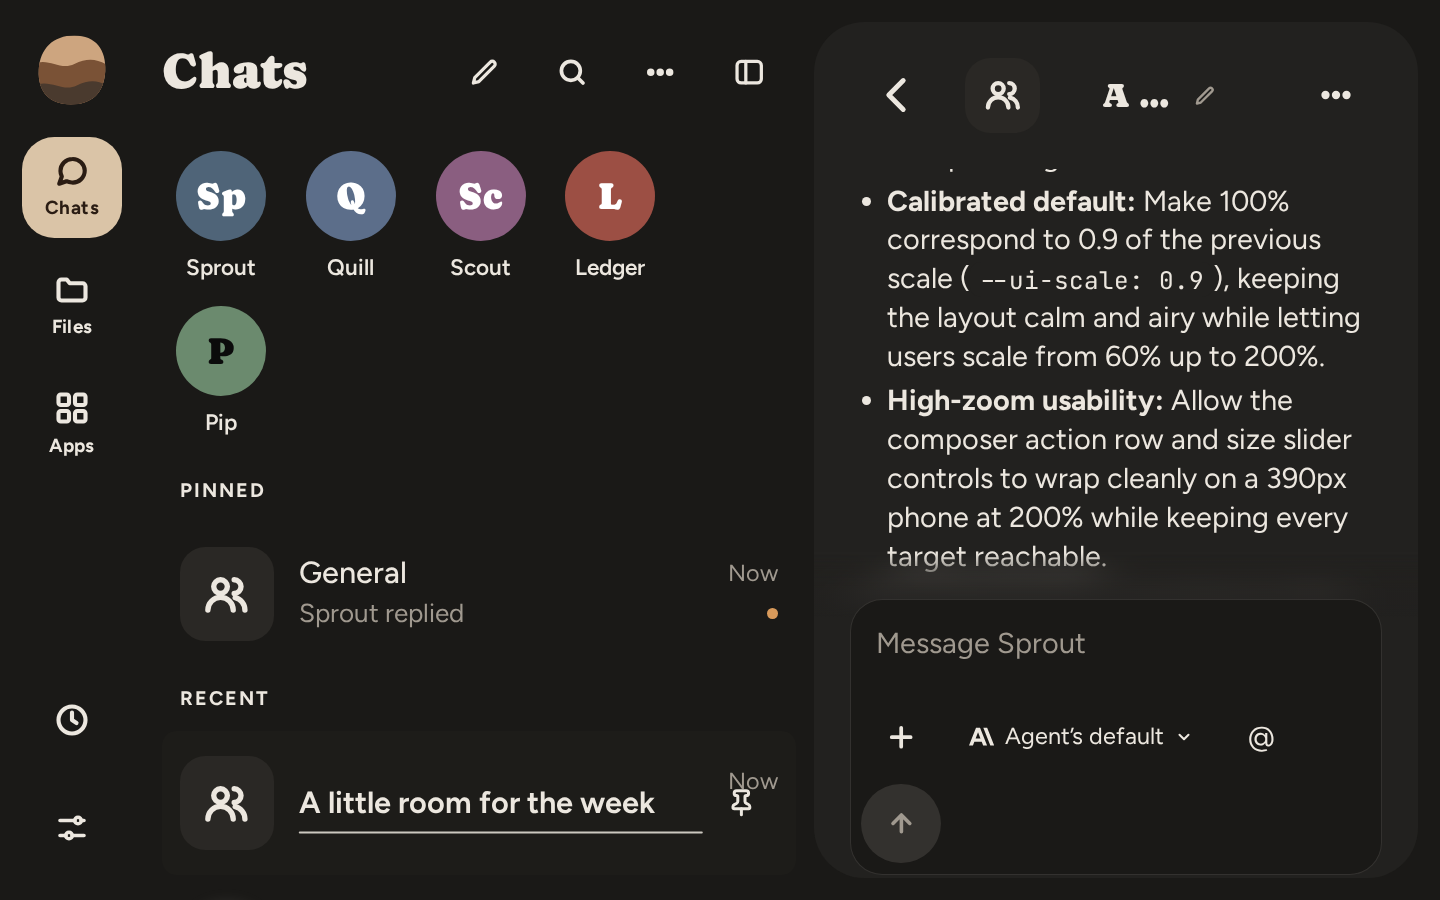 Chats
Chats
Files
Apps
Sp
Sprout
Q
Quill
Sc
Scout
L
Ledger
P
Pip
PINNED
General
Now
Sprout replied
RECENT
Now
A little room for the week
A ...
• Calibrated default: Make 100%
correspond to 0.9 of the previous
scale ( --ui-scale: 0.9 ), keeping
the layout calm and airy while letting
users scale from 60% up to 200%.
• High-zoom usability: Allow the
composer action row and size slider
controls to wrap cleanly on a 390px
phone at 200% while keeping every
target reachable.
Message Sprout
Agent’s default
@